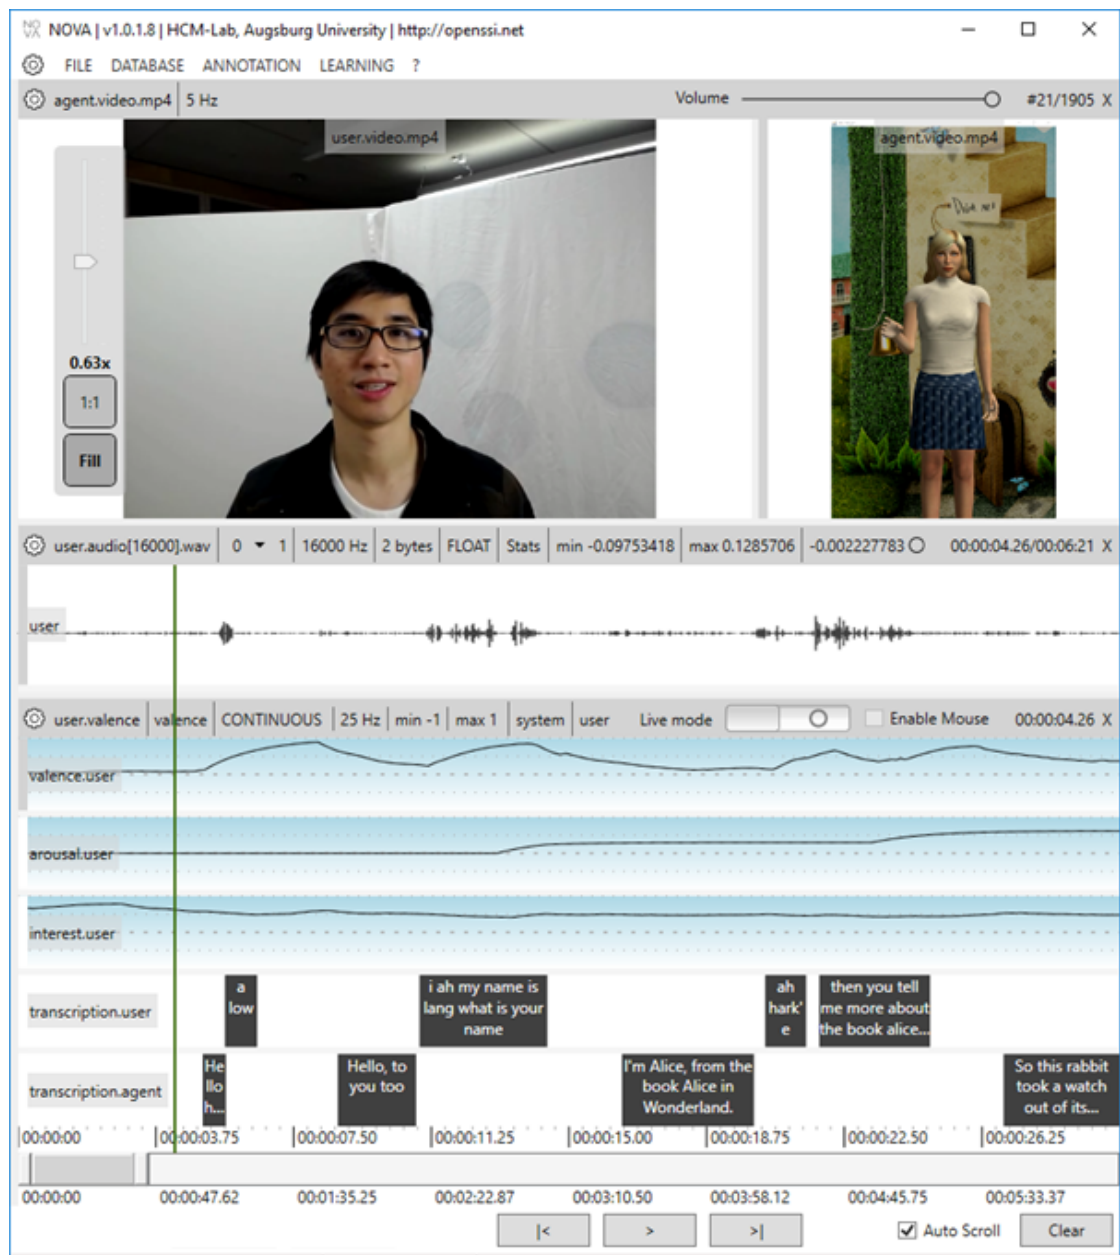 NOVA | v1.0.1.8 | HCM-Lab, Augsburg University | http://openssi.net
FILE DATABASE ANNOTATION LEARNING ?
agent.video.mp4 5 Hz Volume #21/1905 X
user.video.mp4
agent.video.mp4
0.63x
1:1
Fill
user.audio[16000].wav 0 1 16000 Hz 2 bytes FLOAT Stats min -0.09753418 max 0.1285706 -0.002227783 00:00:04.26/00:06:21 X
user
user.valence valence CONTINUOUS 25 Hz min -1 max 1 system user Live mode Enable Mouse 00:00:04.26 X
valence.user
arousal.user
interest.user
transcription.user
a
low
i ah my name is
lang what is your
name
ah
hark'
e
then you tell
me more about
the book alice...
transcription.agent
He
llo
h...
Hello, to
you too
I'm Alice, from the
book Alice in
Wonderland.
So this rabbit
took a watch
out of its...
00:00:00 00:00:03.75 00:00:07.50 00:00:11.25 00:00:15.00 00:00:18.75 00:00:22.50 00:00:26.25
00:00:00 00:00:47.62 00:01:35.25 00:02:22.87 00:03:10.50 00:03:58.12 00:04:45.75 00:05:33.37
|< > >| Auto Scroll Clear